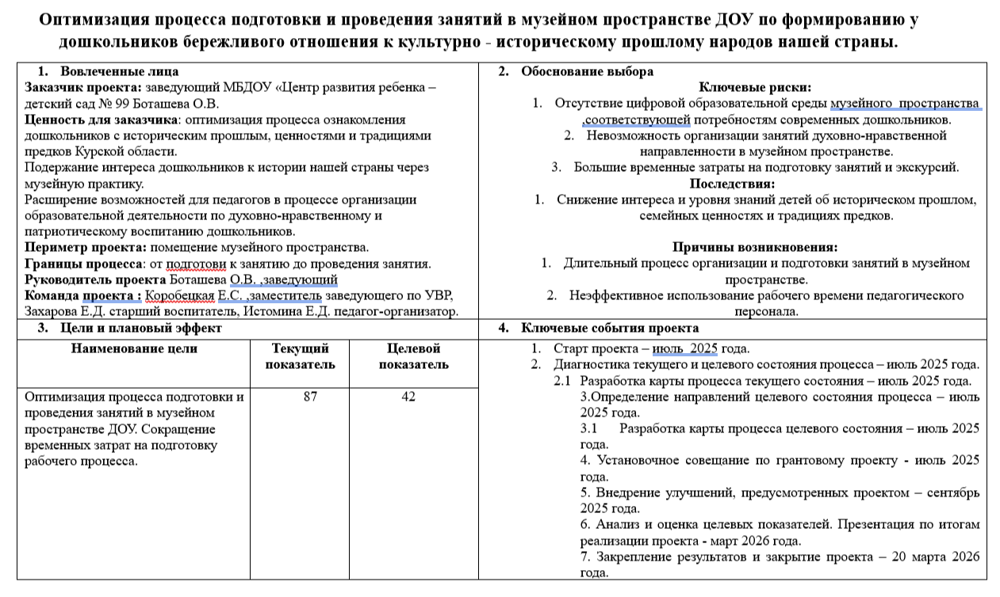 Оптимизация процесса подготовки и проведения занятий в музейном пространстве ДОУ по формированию у
дошкольников бережливого отношения к культурно - историческому прошлому народов нашей страны.
1. Вовлеченные лица
Заказчик проекта: заведующий МБДОУ «Центр развития ребенка –
детский сад № 99 Боташева О.В.
Ценность для заказчика: оптимизация процесса ознакомления
дошкольников с историческим прошлым, ценностями и традициями
предков Курской области.
Подержание интереса дошкольников к истории нашей страны через
музейную практику.
Расширение возможностей для педагогов в процессе организации
образовательной деятельности по духовно-нравственному и
патриотическому воспитанию дошкольников.
Периметр проекта: помещение музейного пространства.
Границы процесса: от подготови к занятию до проведения занятия.
Руководитель проекта Боташева О.В. ,заведующий
Команда проекта : Коробецкая Е.С. ,заместитель заведующего по УВР,
Захарова Е.Д. старший воспитатель, Истомина Е.Д. педагог-организатор.
2. Обоснование выбора
Ключевые риски:
1. Отсутствие цифровой образовательной среды музейного пространства
,соответствующей потребностям современных дошкольников.
2. Невозможность организации занятий духовно-нравственной
направленности в музейном пространстве.
3. Большие временные затраты на подготовку занятий и экскурсий.
Последствия:
1. Снижение интереса и уровня знаний детей об историческом прошлом,
семейных ценностях и традициях предков.
Причины возникновения:
1. Длительный процесс организации и подготовки занятий в музейном
пространстве.
2. Неэффективное использование рабочего времени педагогического
персонала.
3. Цели и плановый эффект
Наименование цели
Текущий
показатель
Целевой
показатель
Оптимизация процесса подготовки и
проведения занятий в музейном
пространстве ДОУ. Сокращение
временных затрат на подготовку
рабочего процесса.
87
42
4. Ключевые события проекта
1. Старт проекта – июль 2025 года.
2. Диагностика текущего и целевого состояния процесса – июль 2025 года.
2.1 Разработка карты процесса текущего состояния – июль 2025 года.
3.Определение направлений целевого состояния процесса – июль
2025 года.
3.1 Разработка карты процесса целевого состояния – июль 2025
года.
4. Установочное совещание по грантовому проекту - июль 2025
года.
5. Внедрение улучшений, предусмотренных проектом – сентябрь
2025 года.
6. Анализ и оценка целевых показателей. Презентация по итогам
реализации проекта - март 2026 года.
7. Закрепление результатов и закрытие проекта – 20 марта 2026
года.